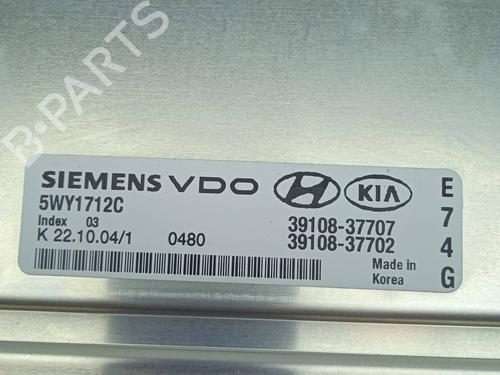 B-PARTS
SIEMENS VDO HYUNDAI KIA
5WY1712C
Index 03 39108-37707
K 22.10.04/1 0480 39108-37702
Made in
Korea
E
7
4
G